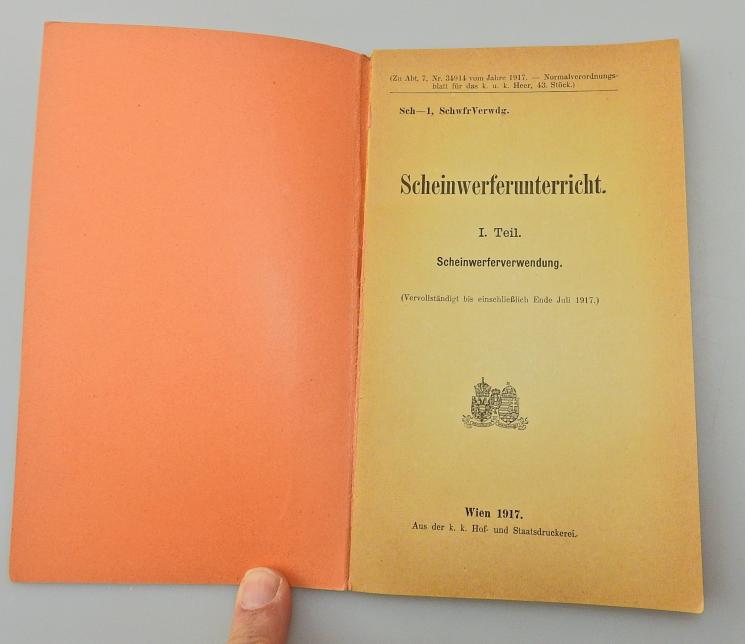 (Zu Abt. 7, Nr. 34914 vom Jahre 1917. — Normalverordnungs-
blatt für das k. u. k. Heer, 43. Stück.)
Sch—1, SchwfrVerwdg.
Scheinwerferunterricht.
I. Teil.
Scheinwerferverwendung.
(Vervollständigt bis einschließlich Ende Juli 1917.)
Wien 1917.
Aus der k. k. Hof- und Staatsdruckerei.